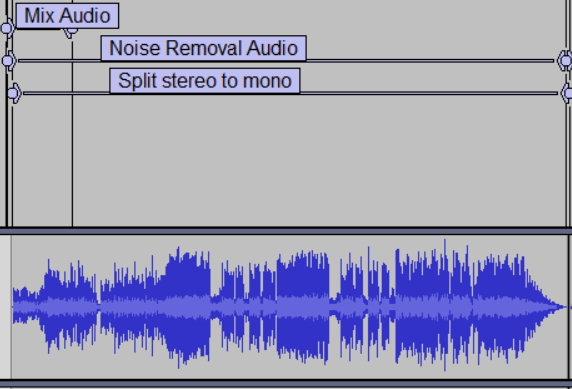 Mix Audio
Noise Removal Audio
Split stereo to mono